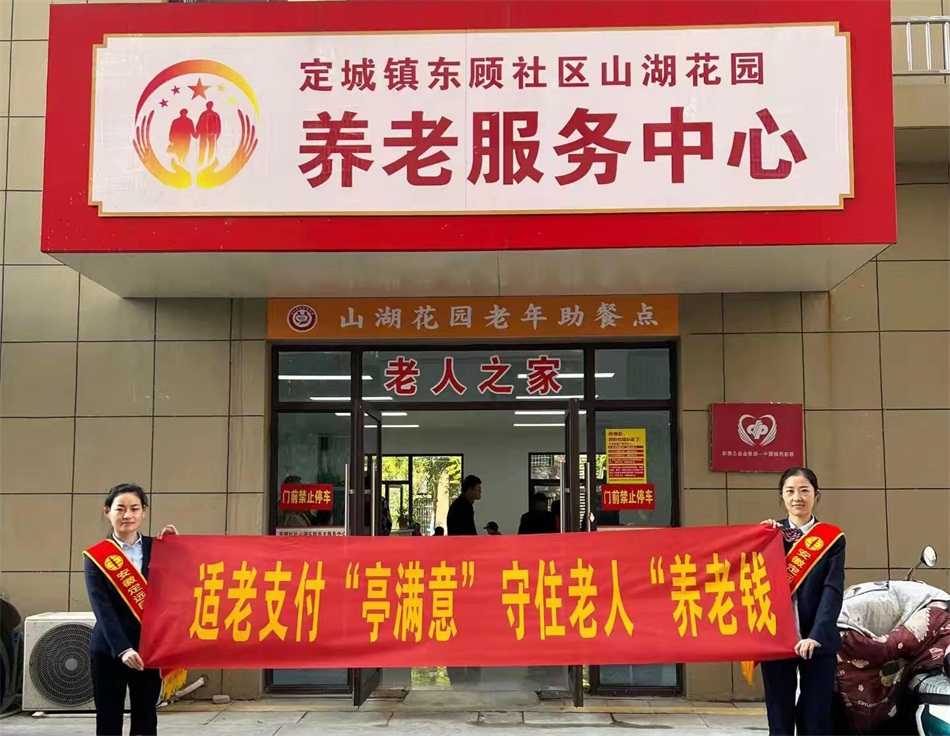 定城镇东顾社区山湖花园
养老服务中心
山湖花园老年助餐点
老人之家
门前禁止停车
门前禁止停车
适老支付“亭满意” 守住老人“养老钱